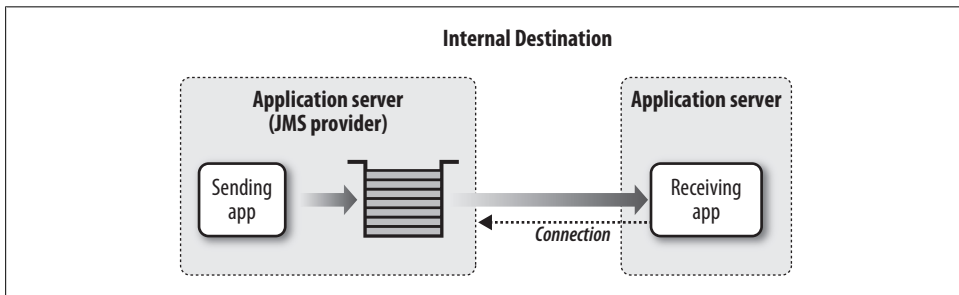 Internal Destination
Application server
(JMS provider)
Sending
app
Connection
Application server
Receiving
app